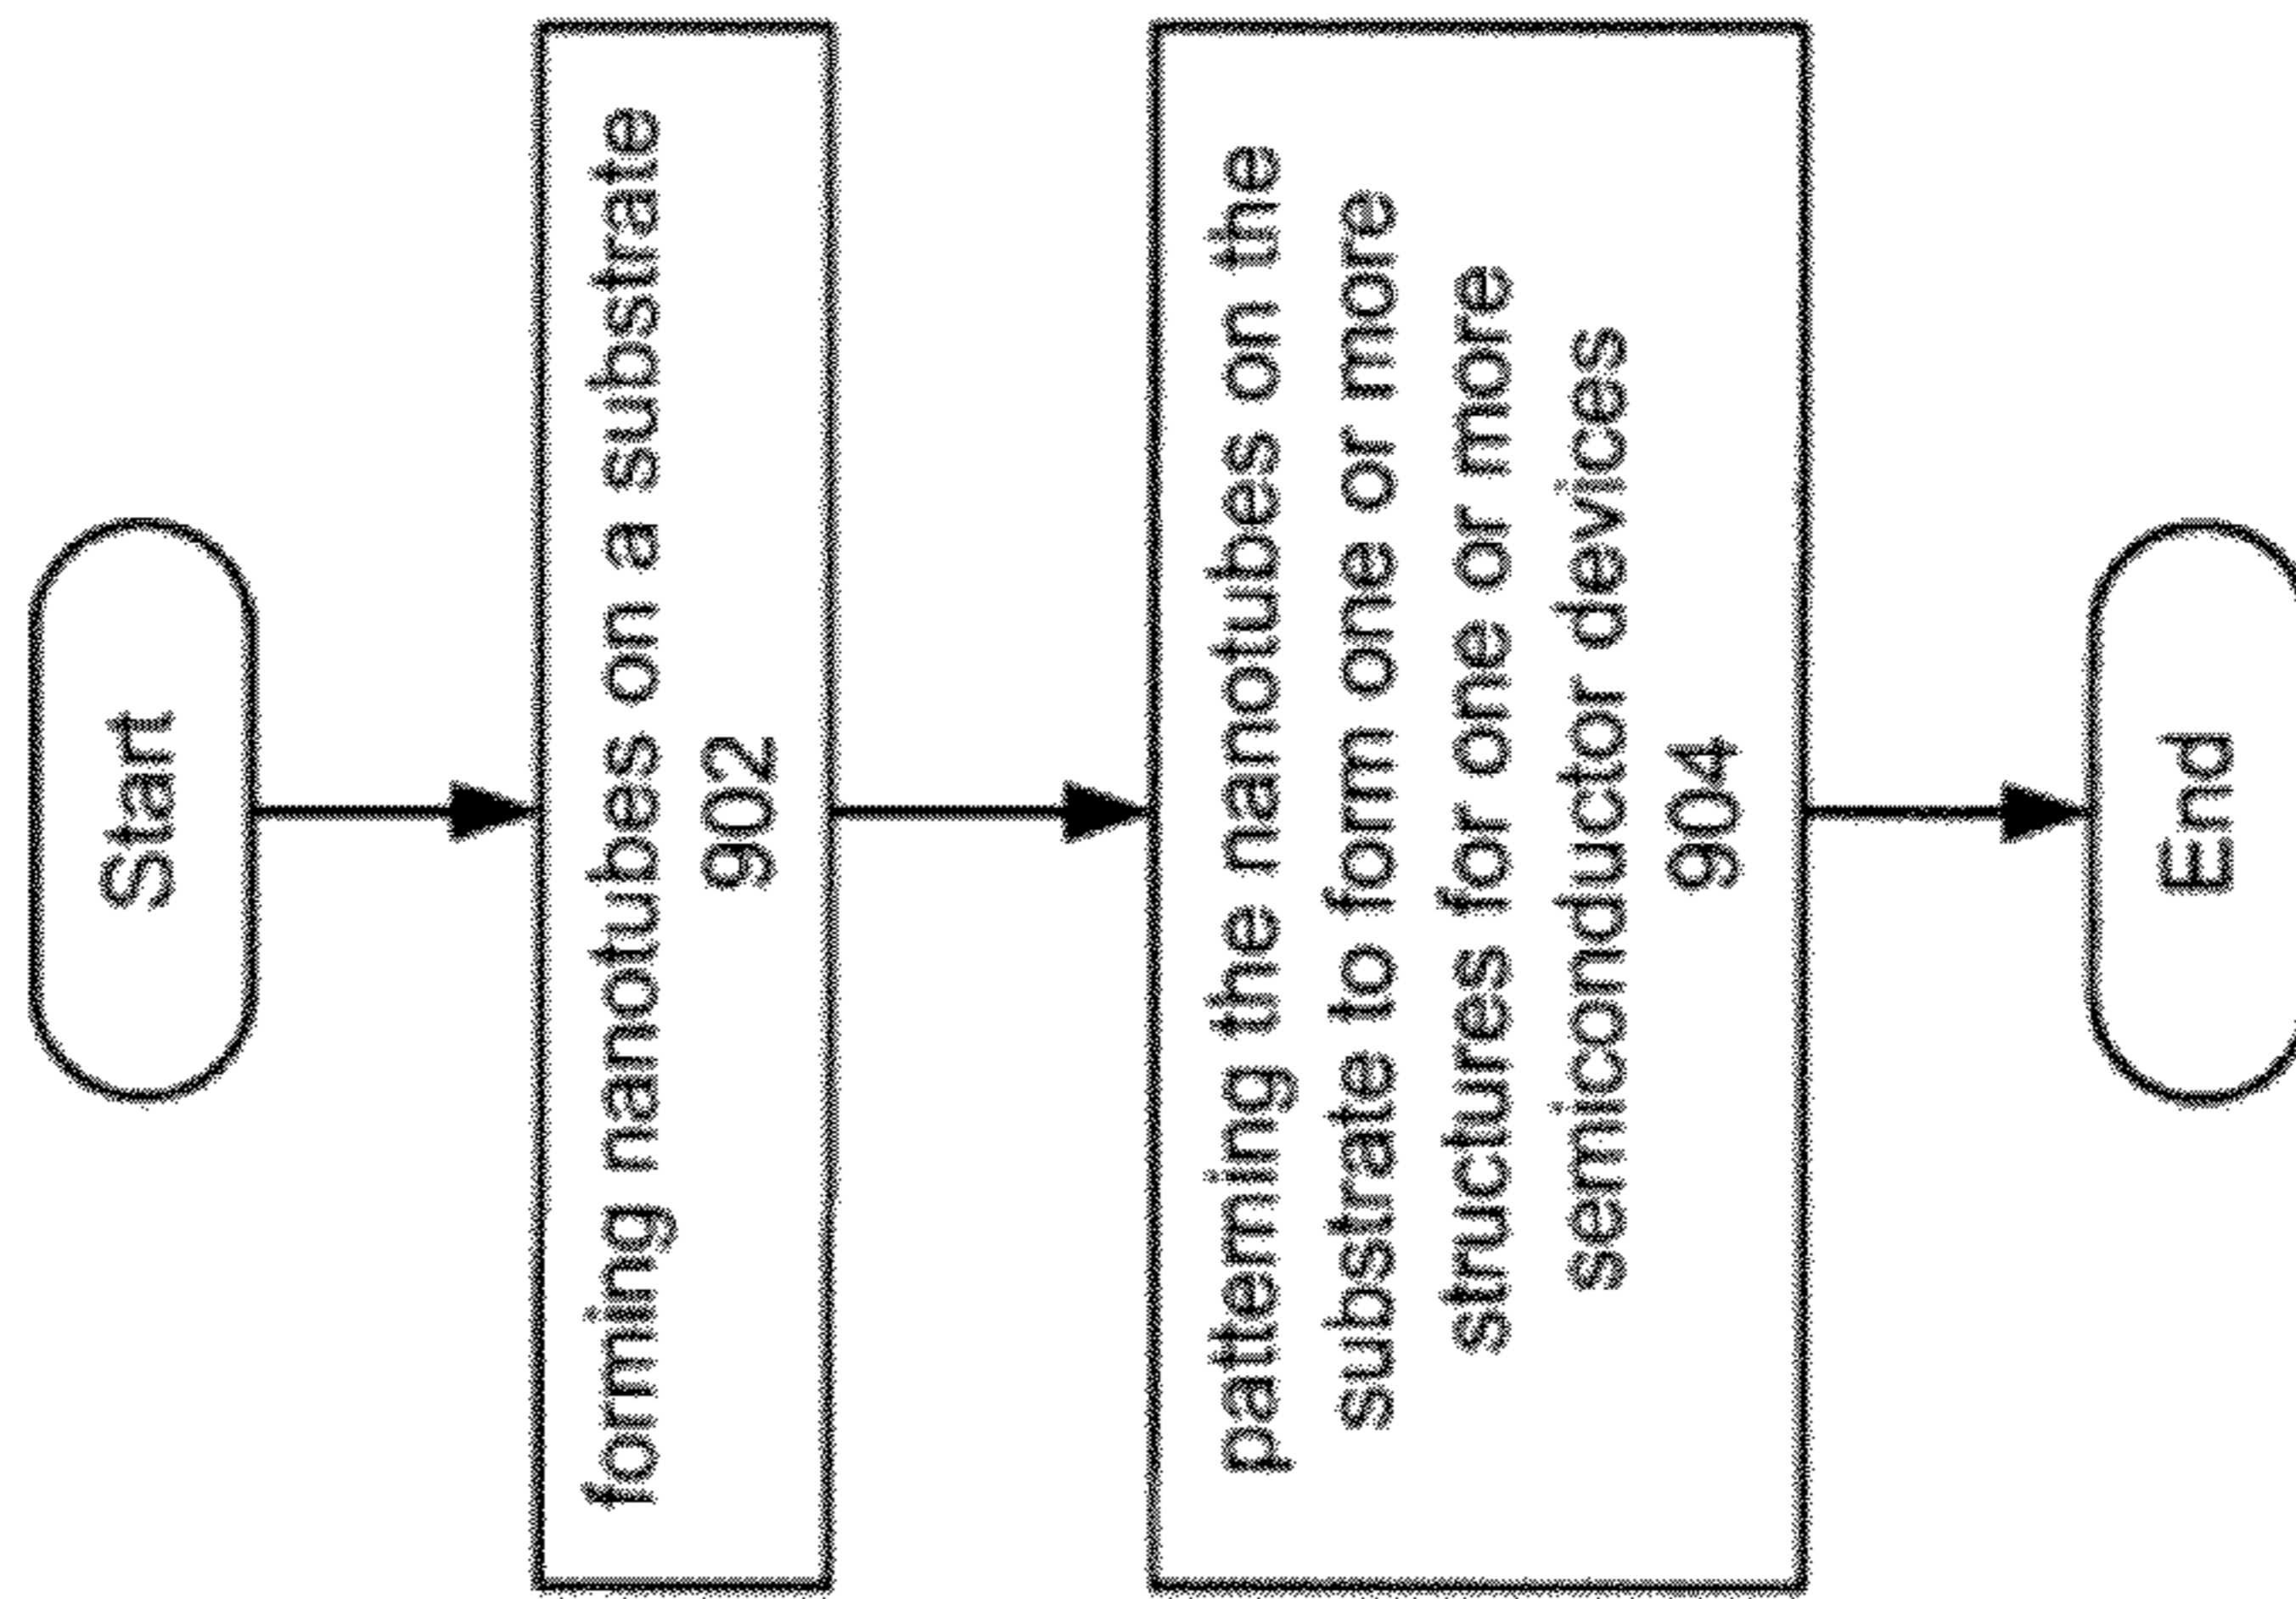 Start
forming nanotubes on a substrate
902
patterning the nanotubes on the
substrate to form one or more
structures for one or more
semiconductor devices
904
End